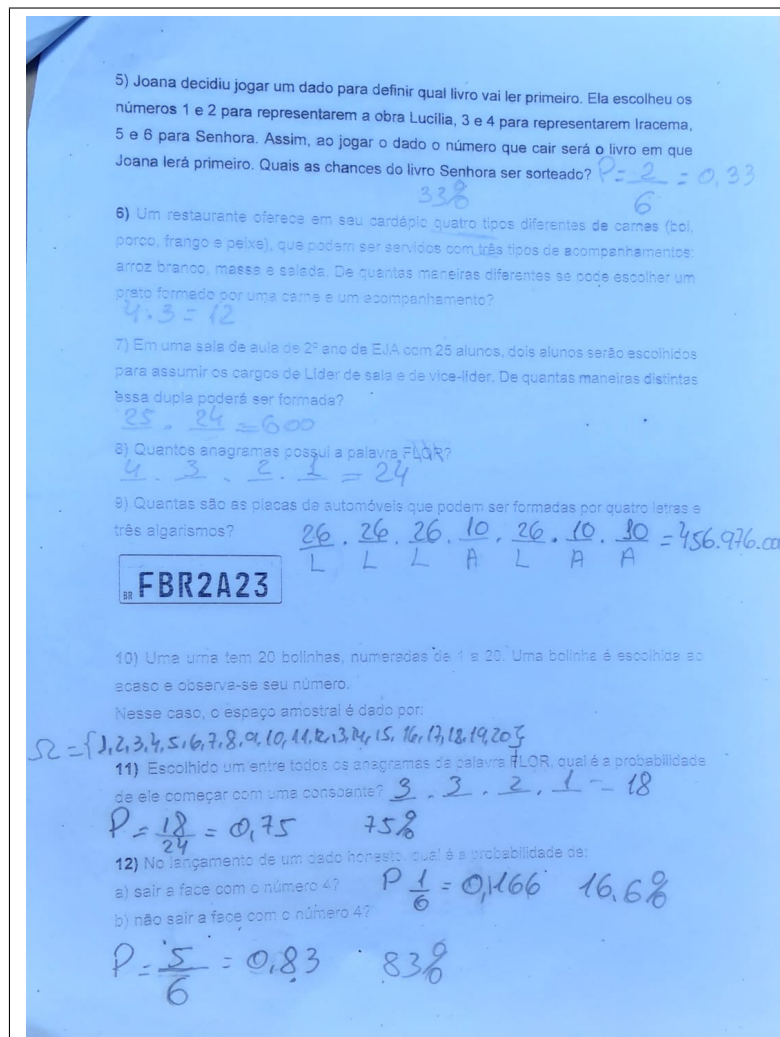 5) Joana decidiu jogar um dado para definir qual livro vai ler primeiro. Ela escolheu os
números 1 e 2 para representarem a obra Lucília, 3 e 4 para representarem Iracema,
5 e 6 para Senhora. Assim, ao jogar o dado o número que cair será o livro em que
Joana lerá primeiro. Quais as chances do livro Senhora ser sorteado? P = 2/6 = 0,33
33%
6) Um restaurante oferece em seu cardápio quatro tipos diferentes de carnes (boi,
porco, frango e peixe), que podem ser servidos com três tipos de acompanhamentos:
arroz branco, massa e salada. De quantas maneiras diferentes se pode escolher um
prato formado por uma carne e um acompanhamento?
4 . 3 = 12
7) Em uma sala de aula de 2º ano da EJA com 25 alunos, dois alunos serão escolhidos
para assumir os cargos de Líder de sala e de vice-líder. De quantas maneiras distintas
essa dupla poderá ser formada?
25 . 24 = 600
8) Quantos anagramas possui a palavra FLOR?
4 . 3 . 2 . 1 = 24
9) Quantas são as placas de automóveis que podem ser formadas por quatro letras e
três algarismos? 26 . 26 . 26 . 10 . 26 . 10 . 10 = 456.976.00
L L L A L A A
BR FBR2A23
10) Uma urna tem 20 bolinhas, numeradas de 1 a 20. Uma bolinha é escolhida ao
acaso e observa-se seu número.
Nesse caso, o espaço amostral é dado por:
Ω = {1,2,3,4,5,6,7,8,9,10,11,12,13,14,15,16,17,18,19,20}
11) Escolhido um entre todos os anagramas da palavra FLOR, qual é a probabilidade
de ele começar com uma consoante? 3 . 3 . 2 . 1 = 18
P = 18/24 = 0,75 75%
12) No lançamento de um dado honesto, qual é a probabilidade de:
a) sair a face com o número 4? P 1/6 = 0,166 16.6%
b) não sair a face com o número 4?
P = 5/6 = 0,83 83%